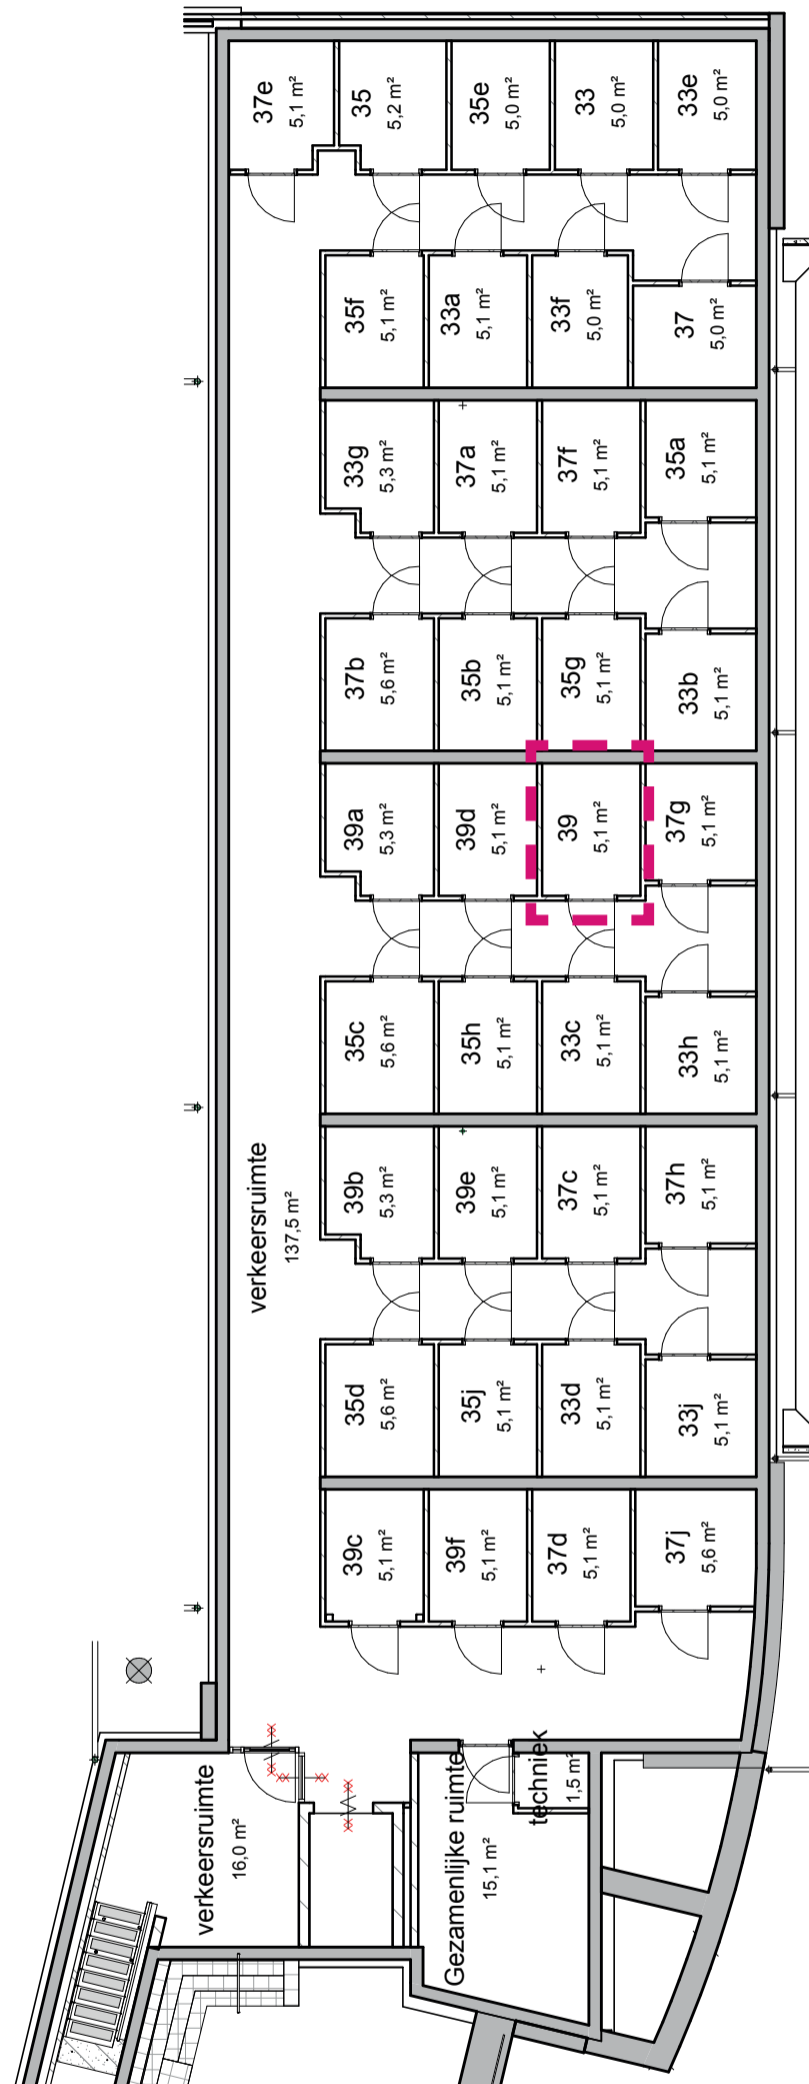 37e
5,1 m²
35
5,2 m²
35e
5,0 m²
33
5,0 m²
33e
5,0 m²
35f
5,1 m²
33a
5,1 m²
33f
5,0 m²
37
5,0 m²
33g
5,3 m²
37a
5,1 m²
37f
5,1 m²
35a
5,1 m²
37b
5,6 m²
35b
5,1 m²
35g
5,1 m²
33b
5,1 m²
39a
5,3 m²
39d
5,1 m²
39
5,1 m²
37g
5,1 m²
35c
5,6 m²
35h
5,1 m²
33c
5,1 m²
33h
5,1 m²
verkeersruimte
137,5 m²
39b
5,3 m²
39e
5,1 m²
37c
5,1 m²
37h
5,1 m²
35d
5,6 m²
35j
5,1 m²
33d
5,1 m²
33j
5,1 m²
39c
5,1 m²
39f
5,1 m²
37d
5,1 m²
37j
5,6 m²
verkeersruimte
16,0 m²
Gezamenlijke ruimte
15,1 m²
techniek
1,5 m²